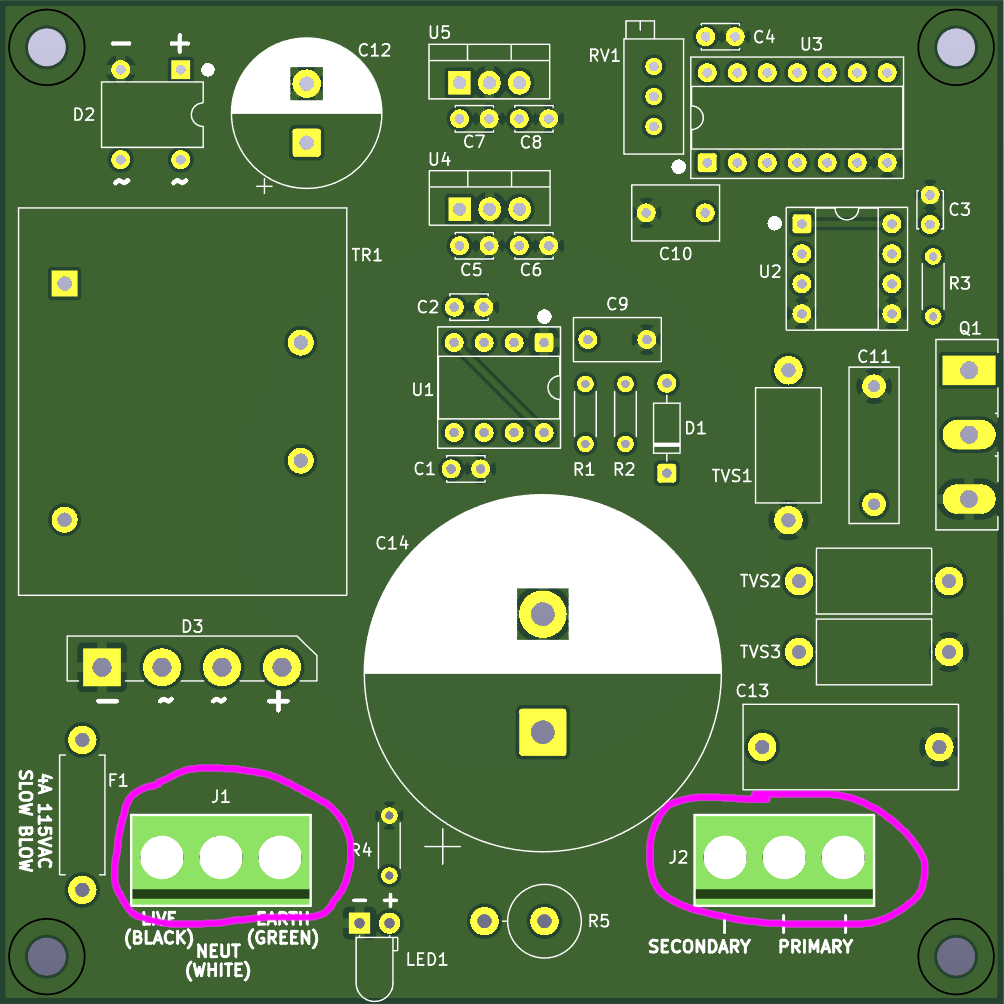 U5
C12
RV1
C4
U3
D2
− +
C7 C8
U4
~ ~
+
C3
TR1
C5 C6
C10
U2
R3
C2
C9
Q1
U1
C11
D1
C1
R1 R2
TVS1
C14
TVS2
D3
TVS3
− ~ ~ +
C13
4A 115VAC
SLOW BLOW
F1
J1
R4
+
J2
− +
LIVE
(BLACK)
NEUT
(WHITE)
EARTH
(GREEN)
LED1
R5
SECONDARY PRIMARY